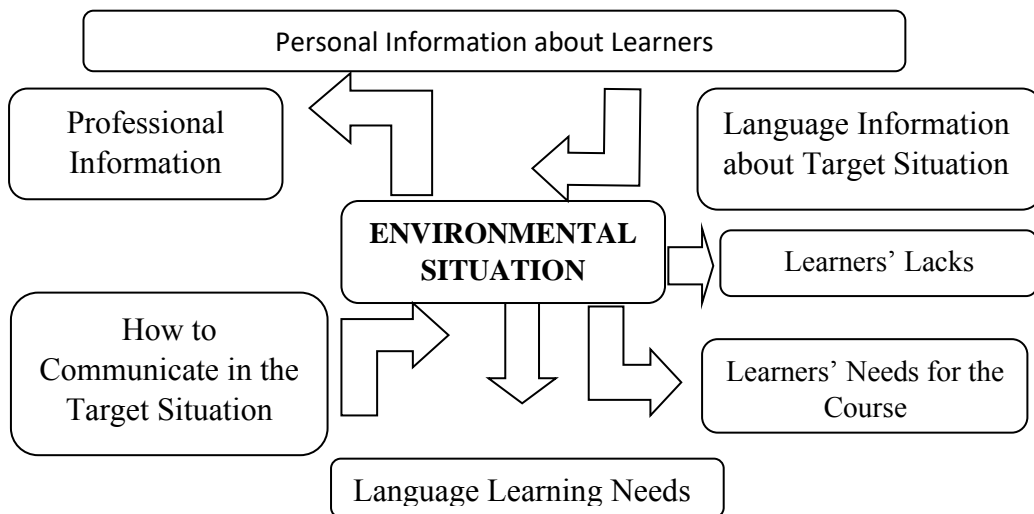 Personal Information about Learners
Professional
Information
Language Information
about Target Situation
ENVIRONMENTAL
SITUATION
Learners’ Lacks
How to
Communicate in the
Target Situation
Learners’ Needs for the
Course
Language Learning Needs